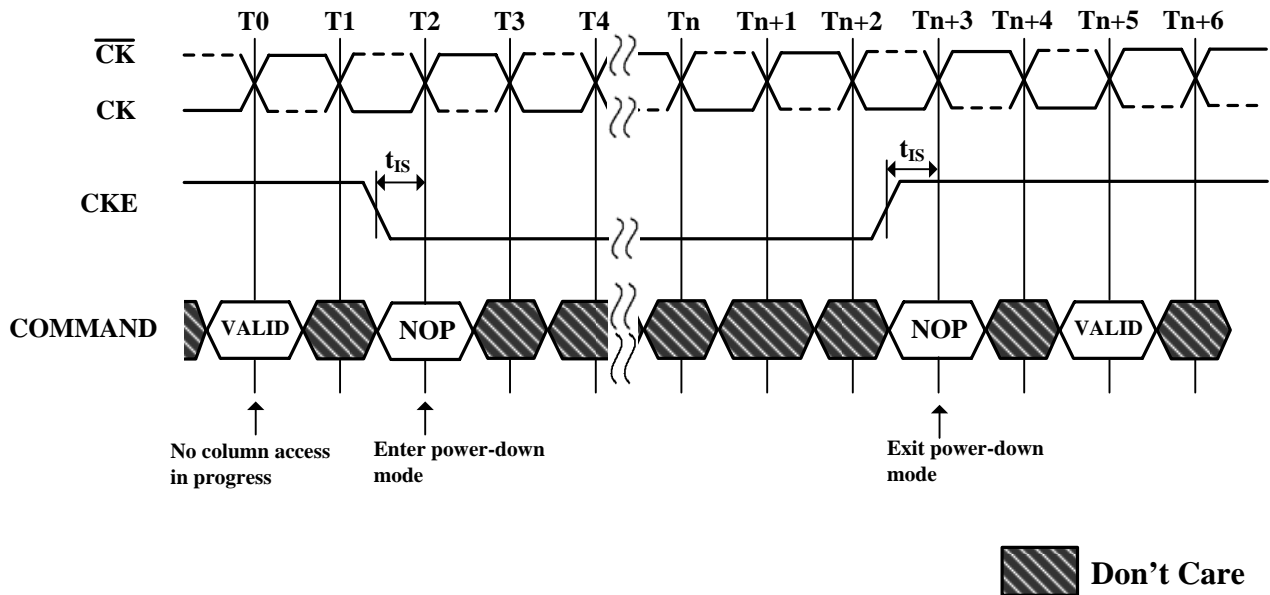 T0 T1 T2 T3 T4 Tn Tn+1 Tn+2 Tn+3 Tn+4 Tn+5 Tn+6
C̅K̅
CK
tIS tIS
CKE
COMMAND VALID NOP NOP VALID
No column access
in progress
Enter power-down
mode
Exit power-down
mode
Don't Care